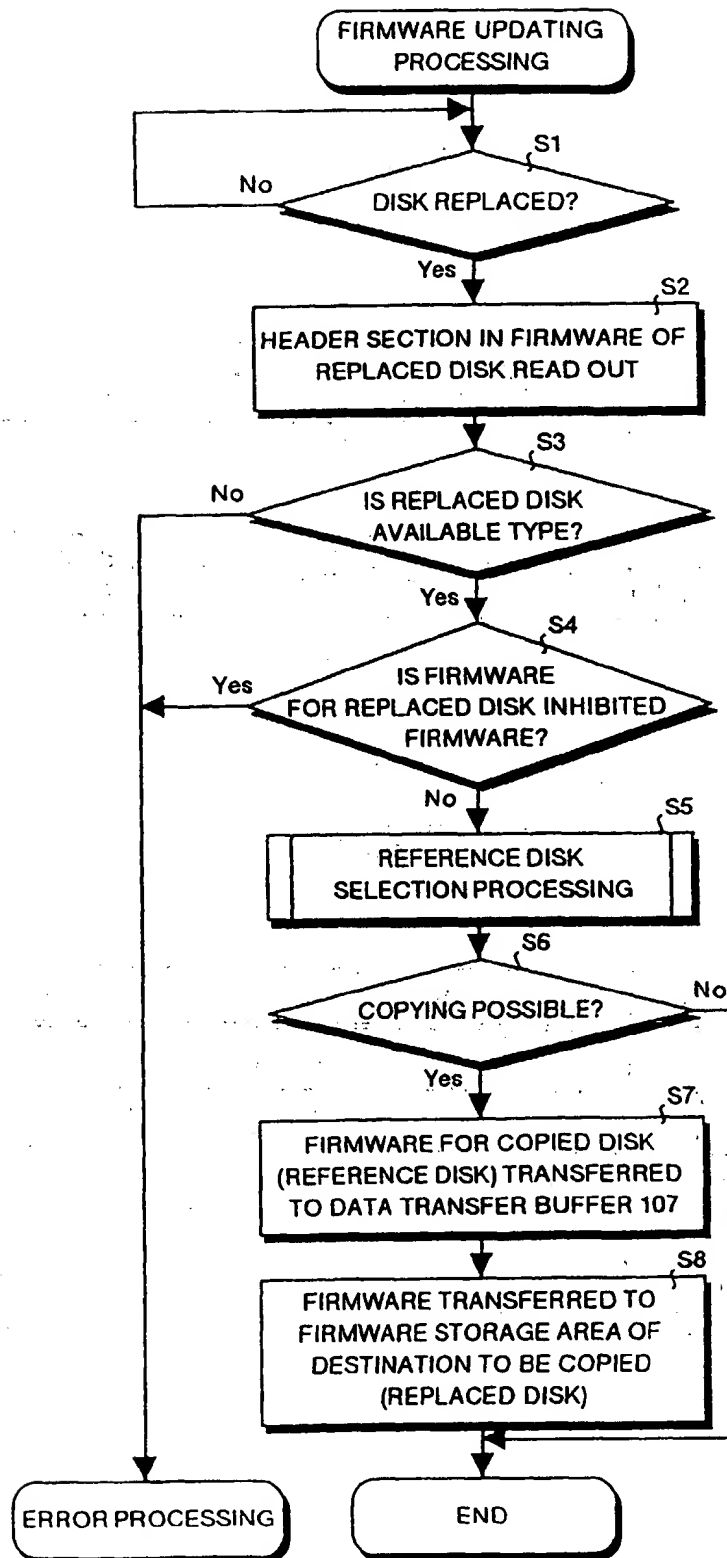 FIRMWARE UPDATING
PROCESSING
S1
No
DISK REPLACED?
Yes
S2
HEADER SECTION IN FIRMWARE OF
REPLACED DISK READ OUT
S3
No
IS REPLACED DISK
AVAILABLE TYPE?
Yes
S4
Yes
IS FIRMWARE
FOR REPLACED DISK INHIBITED
FIRMWARE?
No
S5
REFERENCE DISK
SELECTION PROCESSING
S6
No
COPYING POSSIBLE?
Yes
S7
FIRMWARE FOR COPIED DISK
(REFERENCE DISK) TRANSFERRED
TO DATA TRANSFER BUFFER 107
S8
FIRMWARE TRANSFERRED TO
FIRMWARE STORAGE AREA OF
DESTINATION TO BE COPIED
(REPLACED DISK)
ERROR PROCESSING
END